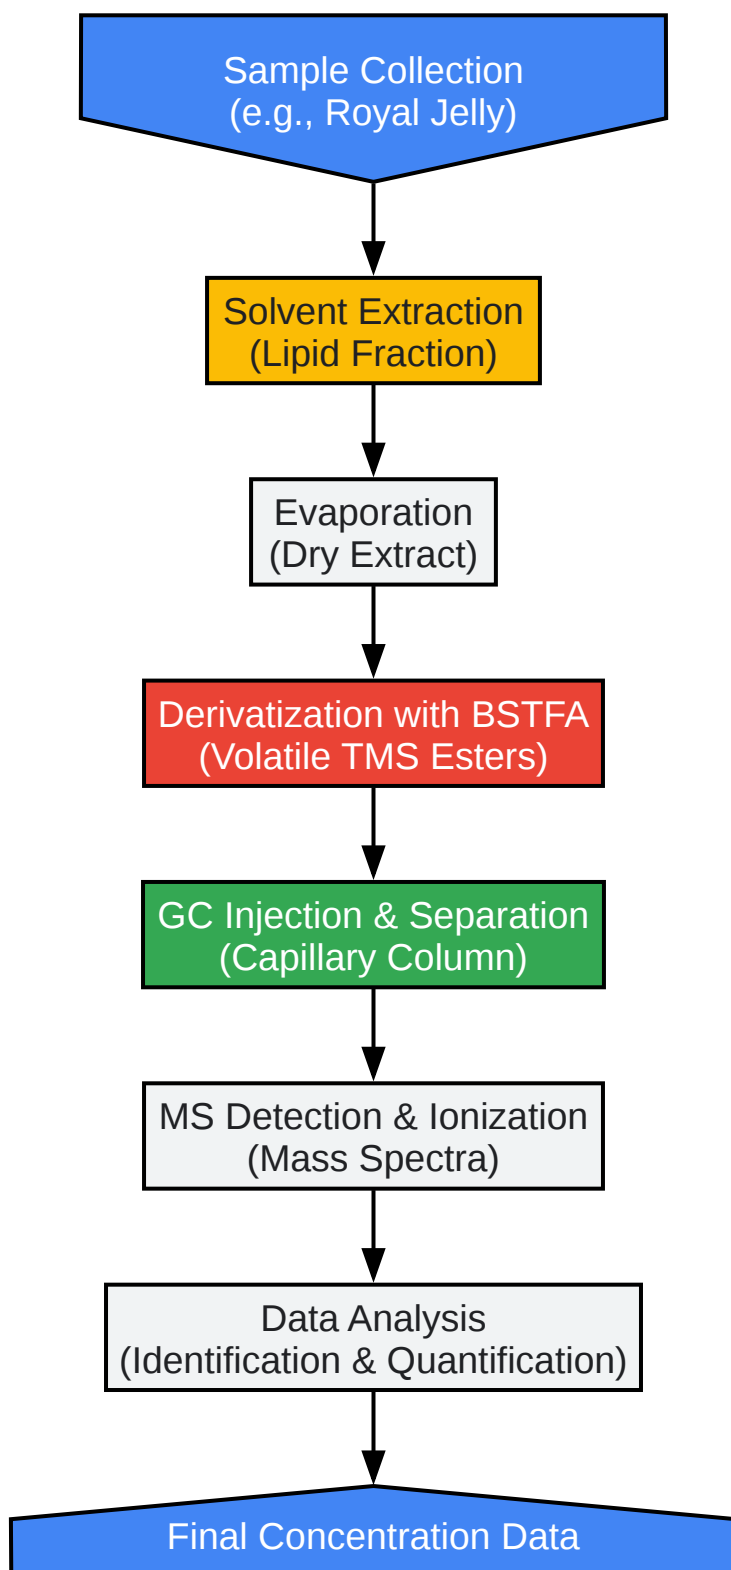 Sample Collection
(e.g., Royal Jelly)
Solvent Extraction
(Lipid Fraction)
Evaporation
(Dry Extract)
Derivatization with BSTFA
(Volatile TMS Esters)
GC Injection & Separation
(Capillary Column)
MS Detection & Ionization
(Mass Spectra)
Data Analysis
(Identification & Quantification)
Final Concentration Data